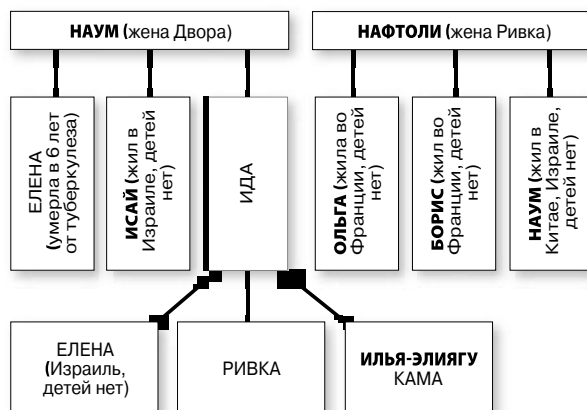 НАУМ (жена Двора)
НАФТОЛИ (жена Ривка)
ЕЛЕНА
(умерла в 6 лет
от туберкулеза)
ИСАЙ (жил в
Израиле, детей
нет)
ИДА
ОЛЬГА (жила во
Франции, детей
нет)
БОРИС (жил во
Франции, детей
нет)
НАУМ (жил в
Китае, Израиле,
детей нет)
ЕЛЕНА
(Израиль,
детей нет)
РИВКА
ИЛЬЯ-ЭЛИЯГУ
КАМА